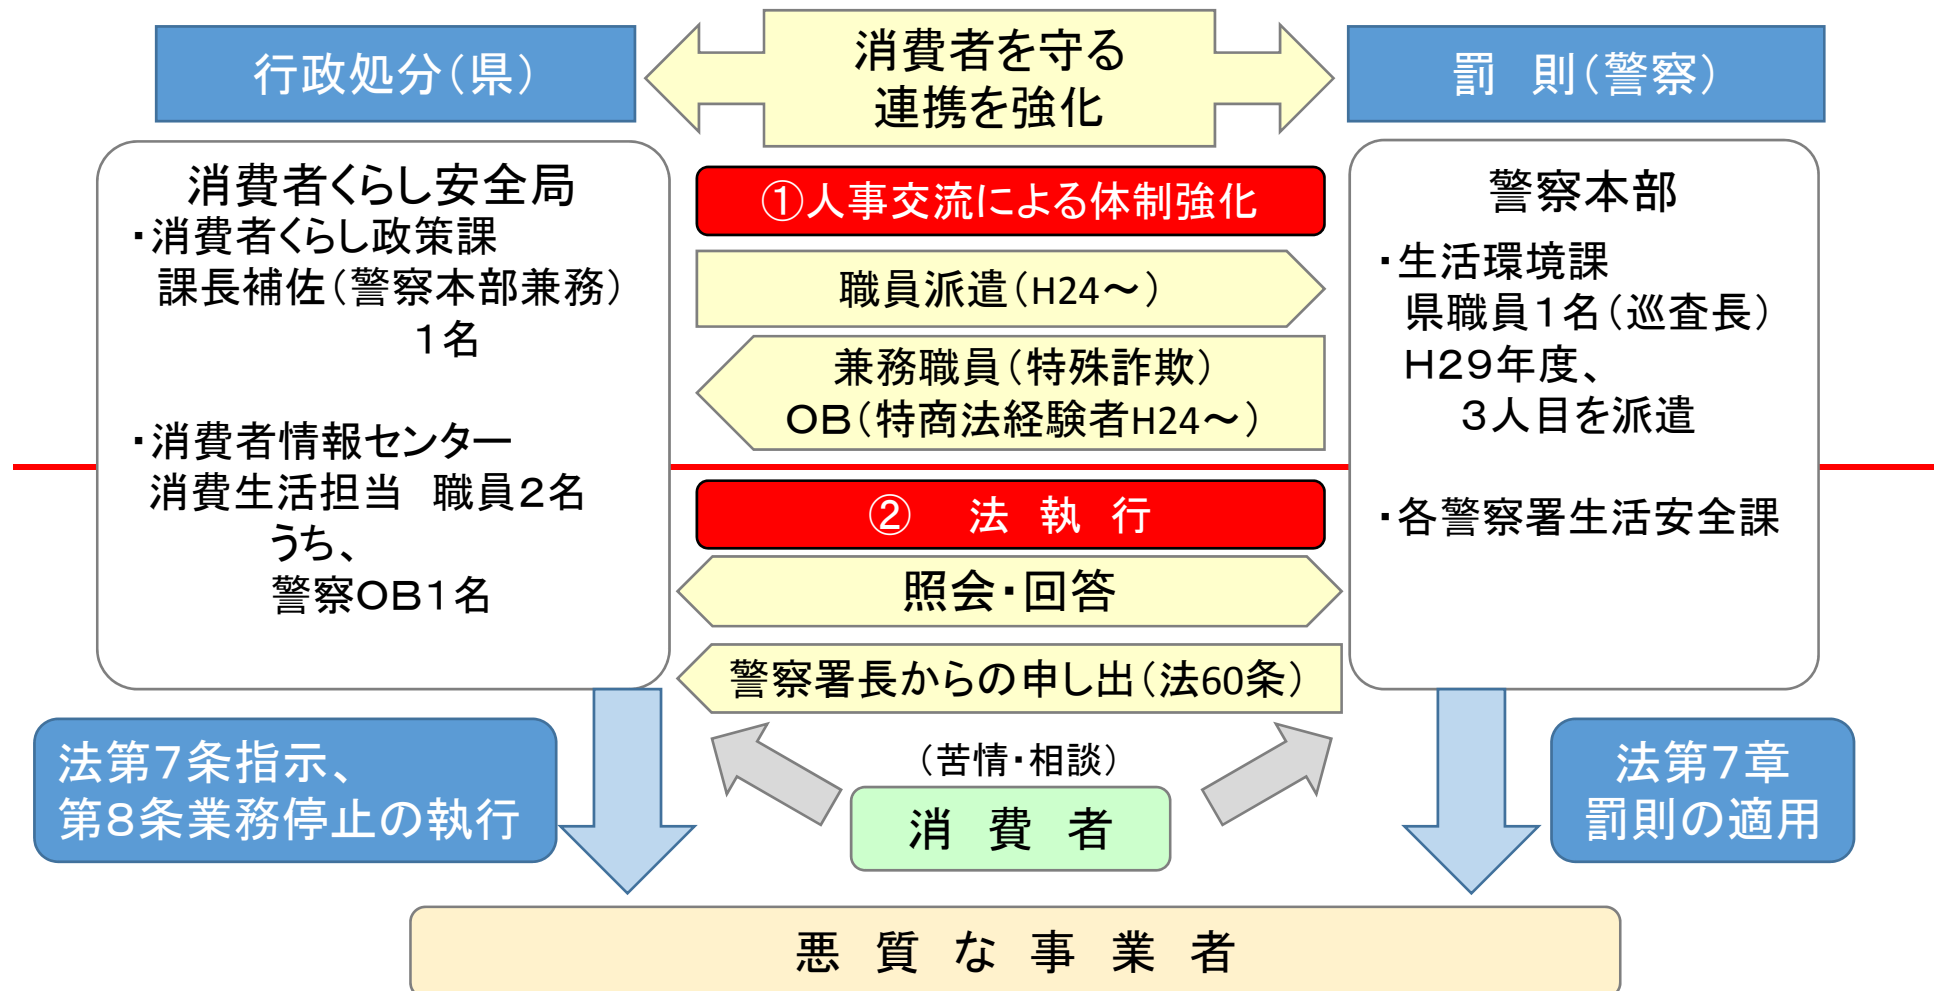 行政処分（県）
消費者を守る
連携を強化
罰　則（警察）
消費者くらし安全局
・消費者くらし政策課
課長補佐（警察本部兼務）
１名
・消費者情報センター
消費生活担当　職員２名
うち、
警察ＯＢ１名
①人事交流による体制強化
職員派遣（H24～）
兼務職員（特殊詐欺）
ＯＢ（特商法経験者H24～）
②　法　執　行
照会・回答
警察署長からの申し出（法60条）
警察本部
・生活環境課
県職員１名（巡査長）
Ｈ２９年度、
３人目を派遣
・各警察署生活安全課
法第７条指示、
第８条業務停止の執行
（苦情・相談）
消　費　者
法第７章
罰則の適用
悪　質　な　事　業　者